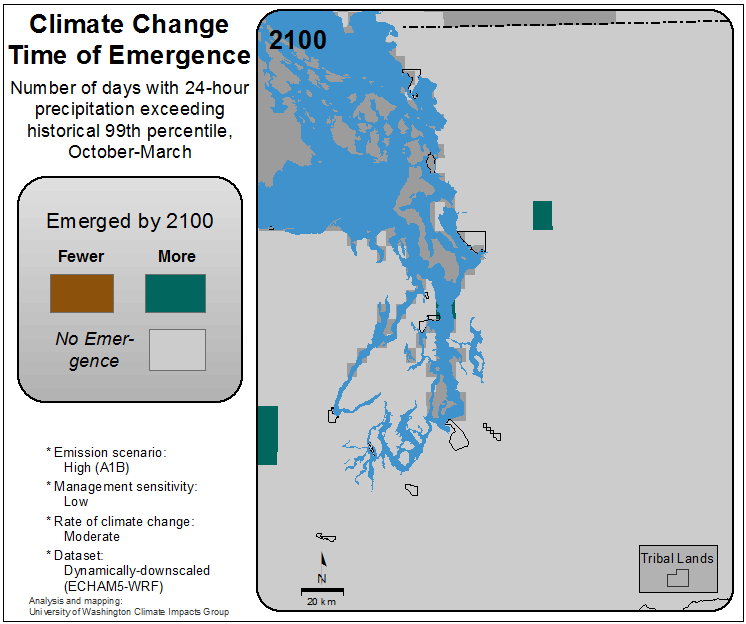 Climate Change
Time of Emergence
Number of days with 24-hour
precipitation exceeding
historical 99th percentile,
October-March
Emerged by 2100
Fewer
More
No Emer-
gence
* Emission scenario:
High (A1B)
* Management sensitivity:
Low
* Rate of climate change:
Moderate
* Dataset:
Dynamically-downscaled
(ECHAM5-WRF)
Analysis and mapping:
University of Washington Climate Impacts Group
2100
N
20 km
Tribal Lands